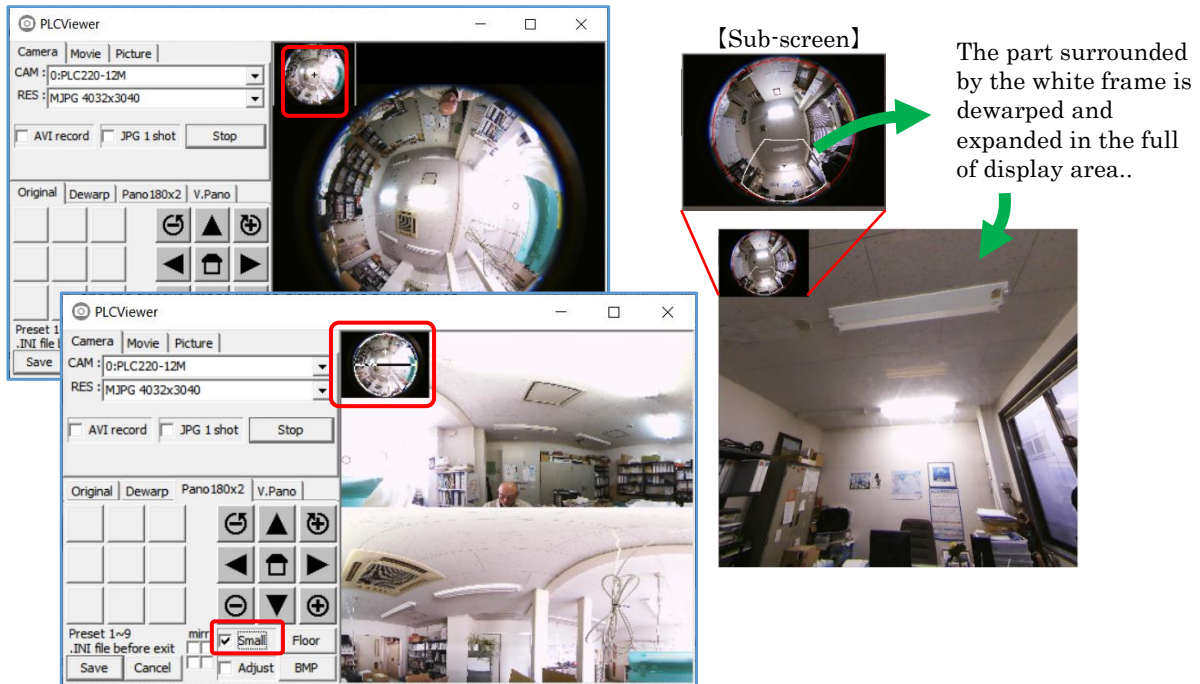 PLCViewer
Camera Movie Picture
CAM : 0:PLC220-12M
RES : MJPG 4032x3040
AVI record JPG 1 shot Stop
Original Dewarp Pano180x2 V.Pano
Preset 1
.INI file b
Save
PLCViewer
Camera Movie Picture
CAM : 0:PLC220-12M
RES : MJPG 4032x3040
AVI record JPG 1 shot Stop
Original Dewarp Pano180x2 V.Pano
Preset 1~9
.INI file before exit
mirr
Small Floor
Save Cancel
Adjust BMP
【Sub-screen】
The part surrounded
by the white frame is
dewarped and
expanded in the full
of display area..